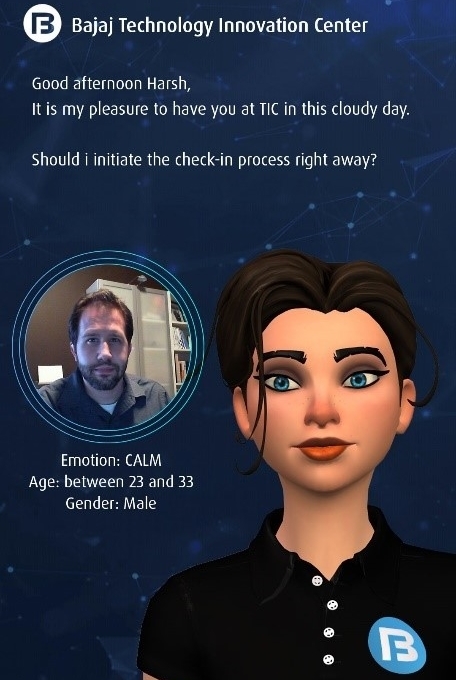 Bajaj Technology Innovation Center
Good afternoon Harsh,
It is my pleasure to have you at TIC in this cloudy day.
Should i initiate the check-in process right away?
Emotion: CALM
Age: between 23 and 33
Gender: Male